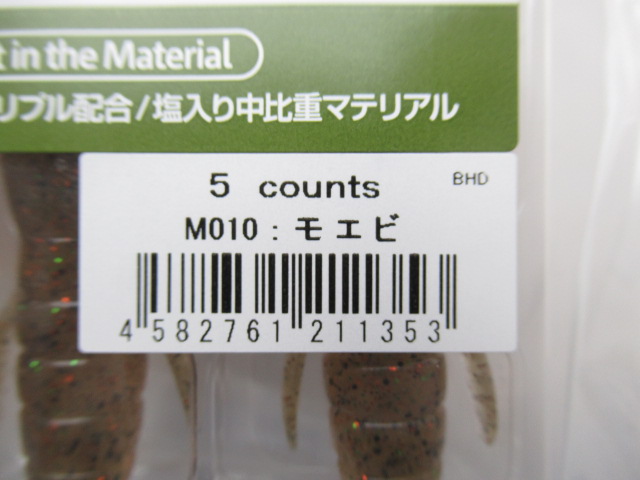 t in the Material
リブル配合/塩入り中比重マテリアル
5 counts
BHD
M010:モエビ
4 582761 211353